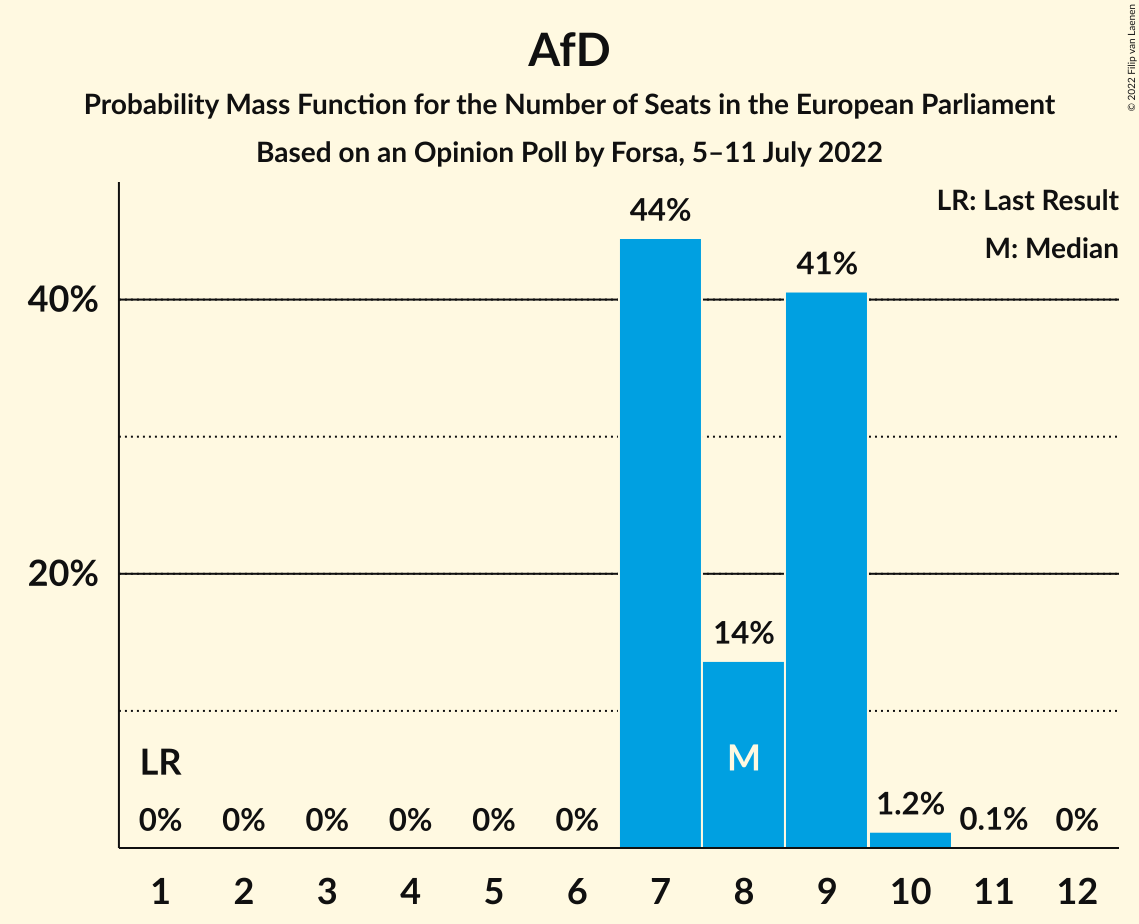 AfD
Probability Mass Function for the Number of Seats in the European Parliament
Based on an Opinion Poll by Forsa, 5–11 July 2022
© 2022 Filip van Laenen
LR: Last Result
M: Median
44%
41%
40%
20%
14%
M
LR
0% 0% 0% 0% 0% 0% 1.2% 0.1% 0%
1 2 3 4 5 6 7 8 9 10 11 12